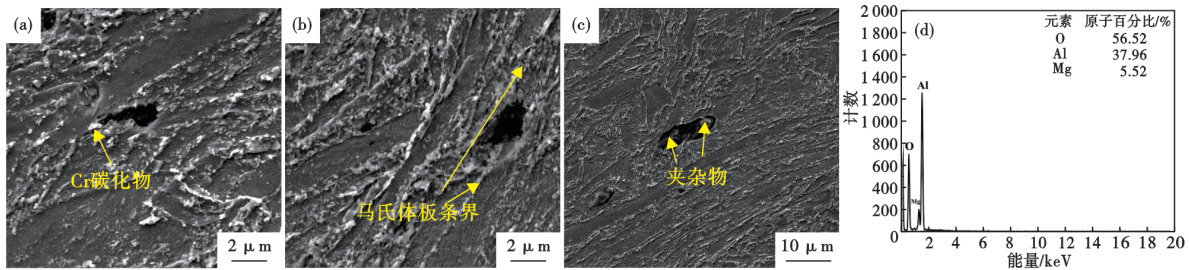 (a)
Cr碳化物
2 μm
(b)
马氏体板条界
2 μm
(c)
夹杂物
10 μm
(d)
元素 原子百分比/%
O 56.52
Al 37.96
Mg 5.52
计数
2 000
1 800
1 600
1 400
1 200
1 000
800
600
400
200
O
Mg
Al
0 2 4 6 8 10 12 14 16 18 20
能量/keV